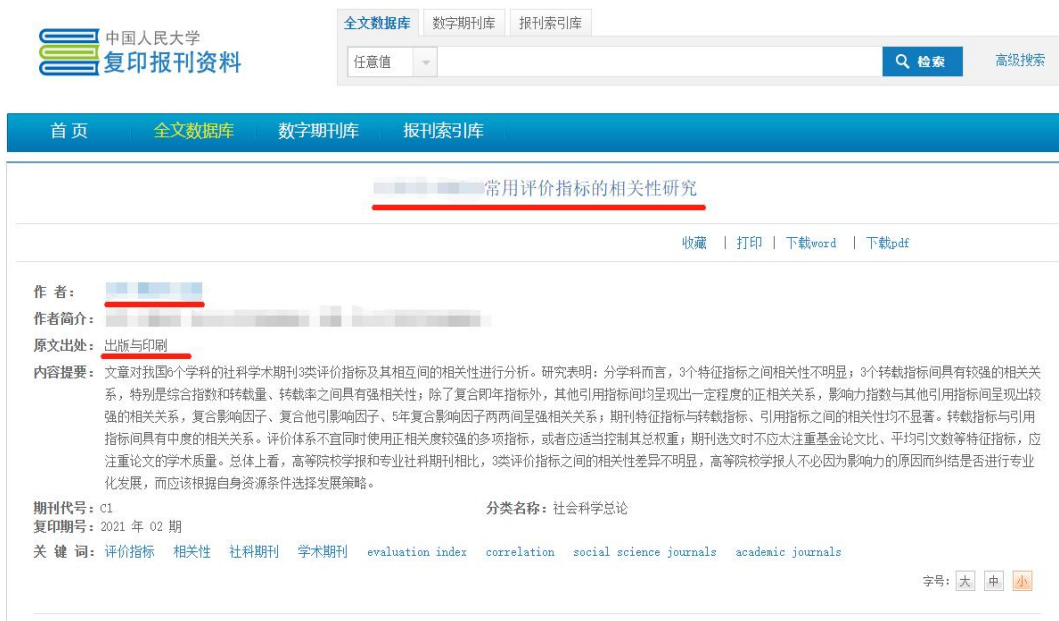 中国人民大学
复印报刊资料
全文数据库 数字期刊库 报刊索引库
任意值 检索 高级搜索
首页 全文数据库 数字期刊库 报刊索引库
常用评价指标的相关性研究
收藏 | 打印 | 下载word | 下载pdf
作 者:
作者简介:
原文出处: 出版与印刷
内容提要: 文章对我国6个学科的社科学术期刊3类评价指标及其相互间的相关性进行分析。研究表明: 分学科而言, 3个特征指标之间相关性不明显; 3个转载指标间具有较强的相关关
系, 特别是综合指数和转载量、转载率之间具有强相关性; 除了复合即年指标外, 其他引用指标间均呈现出一定程度的正相关关系, 影响力指数与其他引用指标间呈现出较
强的相关关系, 复合影响因子、复合他引影响因子、5年复合影响因子两两间呈强相关关系; 期刊特征指标与转载指标、引用指标之间的相关性均不显著。转载指标与引用
指标间具有中度的相关关系。评价体系不宜同时使用正相关度较强的多项指标, 或者应适当控制其总权重; 期刊选文时不应太注重基金论文比、平均引文数等特征指标, 应
注重论文的学术质量。总体上看, 高等院校学报和专业社科期刊相比, 3类评价指标之间的相关性差异不明显, 高等院校学报人不必因为影响力的原因而纠结是否进行专业
化发展, 而应该根据自身资源条件选择发展策略。
期刊代号: C1 分类名称: 社会科学总论
复印期号: 2021 年 02 期
关 键 词: 评价指标 相关性 社科期刊 学术期刊 evaluation index correlation social science journals academic journals
字号: 大 中 小